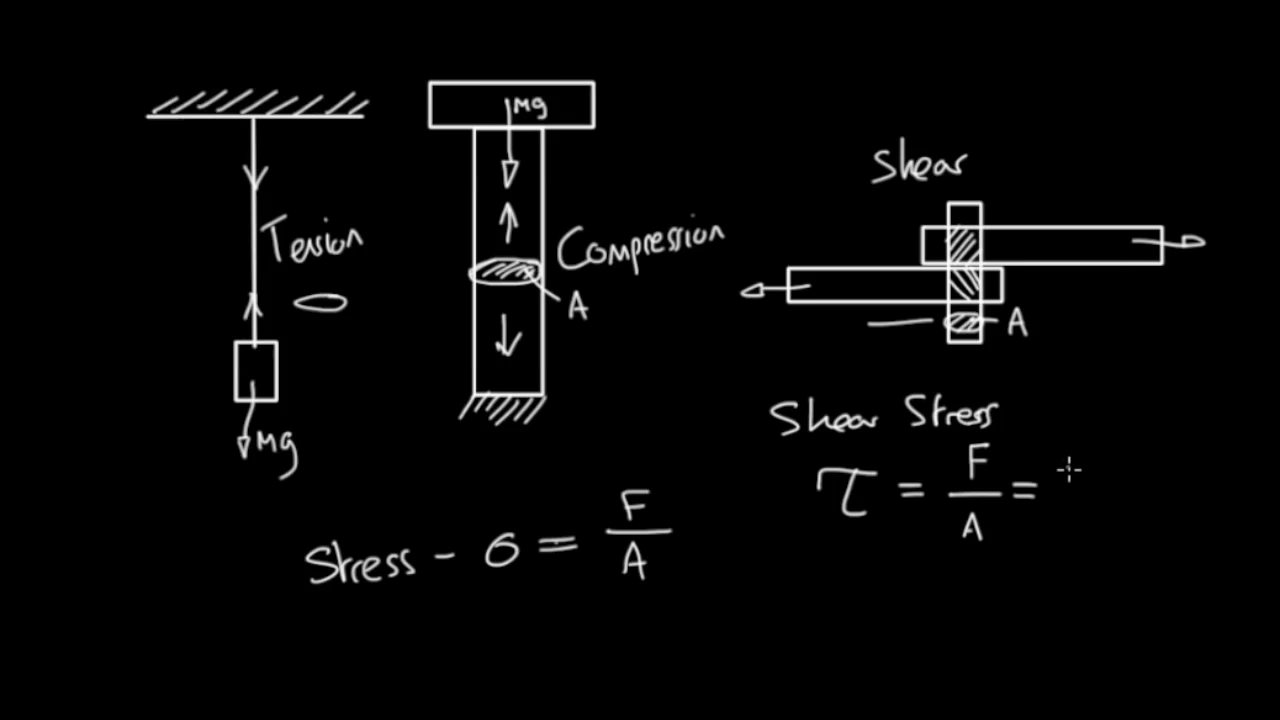 Mg
Shear
Tension
Compression
A
A
Mg
Shear Stress
τ = F/A =
Stress - σ = F/A